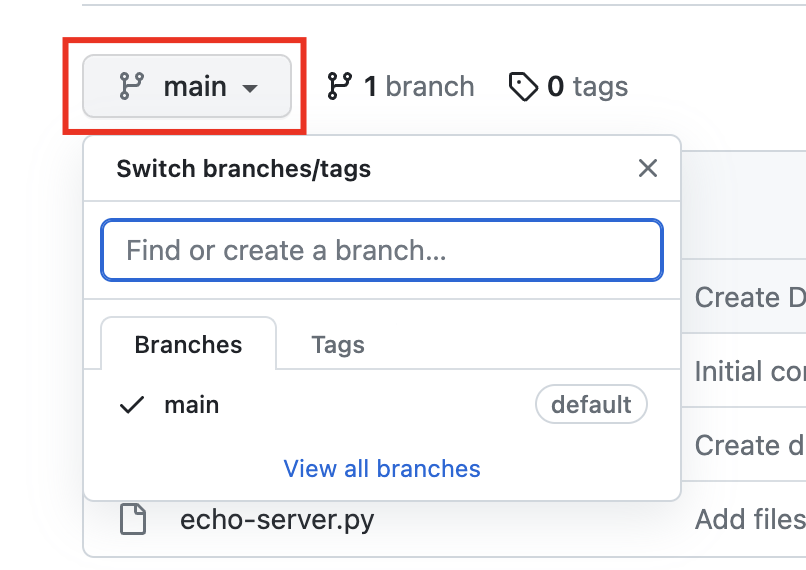 main
1 branch
0 tags
Switch branches/tags
Find or create a branch...
Branches
Tags
main
default
View all branches
Create D
Initial co
Create d
echo-server.py
Add files